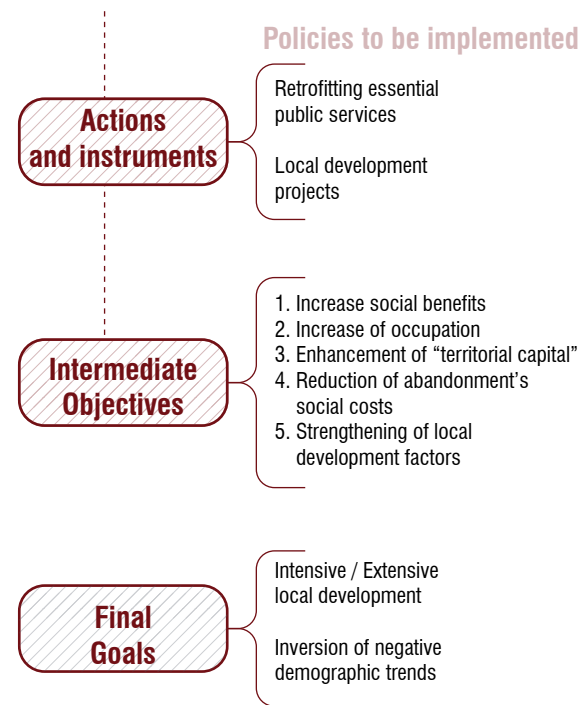 Policies to be implemented
Actions
and instruments
Retrofitting essential
public services
Local development
projects
Intermediate
Objectives
1. Increase social benefits
2. Increase of occupation
3. Enhancement of “territorial capital”
4. Reduction of abandonment’s
social costs
5. Strengthening of local
development factors
Final
Goals
Intensive / Extensive
local development
Inversion of negative
demographic trends